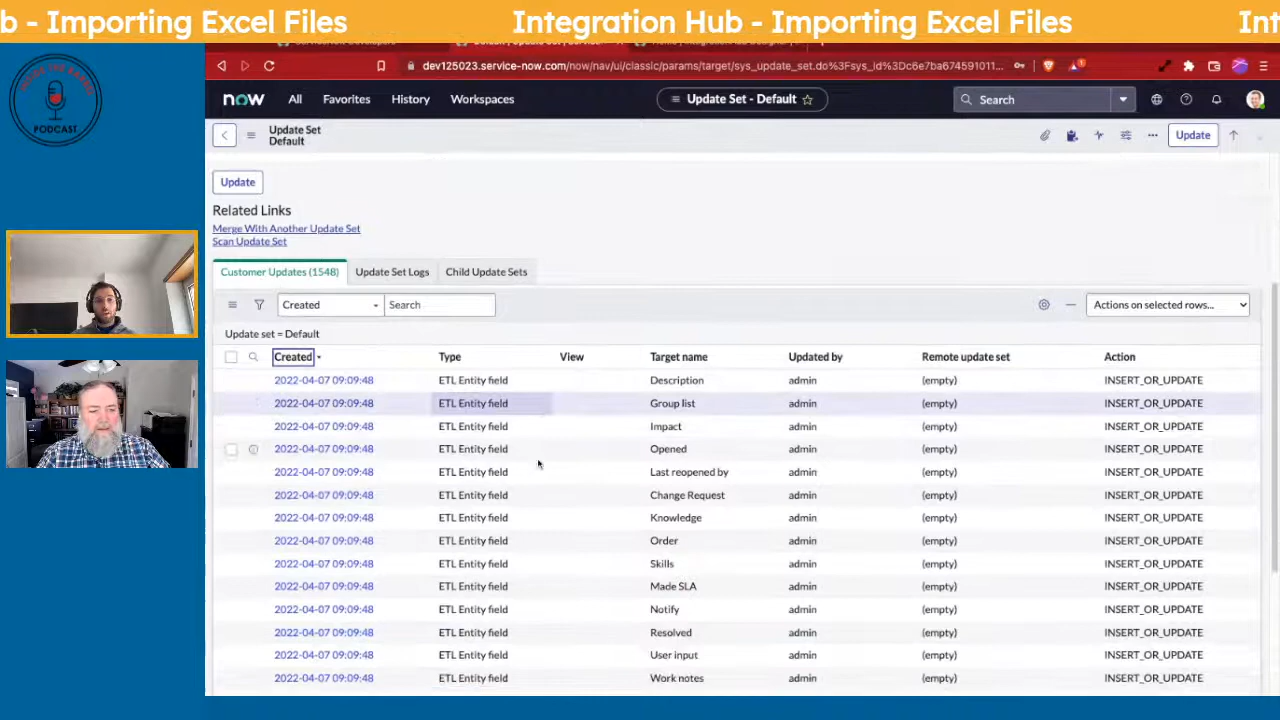 b - Importing Excel Files Integration Hub - Importing Excel Files Int
PODCAST
dev125023.service-now.com/now/nav/ui/classic/params/target/sys_update_set.do%3Fsys_id%3Dc6e7ba674591011...
now All Favorites History Workspaces Update Set - Default Search
Update Set
Default
Update
Update
Related Links
Merge With Another Update Set
Scan Update Set
Customer Updates (1548) Update Set Logs Child Update Sets
Created Search Actions on selected rows...
Update set = Default
Created Type View Target name Updated by Remote update set Action
2022-04-07 09:09:48 ETL Entity field Description admin (empty) INSERT_OR_UPDATE
2022-04-07 09:09:48 ETL Entity field Group list admin (empty) INSERT_OR_UPDATE
2022-04-07 09:09:48 ETL Entity field Impact admin (empty) INSERT_OR_UPDATE
2022-04-07 09:09:48 ETL Entity field Opened admin (empty) INSERT_OR_UPDATE
2022-04-07 09:09:48 ETL Entity field Last reopened by admin (empty) INSERT_OR_UPDATE
2022-04-07 09:09:48 ETL Entity field Change Request admin (empty) INSERT_OR_UPDATE
2022-04-07 09:09:48 ETL Entity field Knowledge admin (empty) INSERT_OR_UPDATE
2022-04-07 09:09:48 ETL Entity field Order admin (empty) INSERT_OR_UPDATE
2022-04-07 09:09:48 ETL Entity field Skills admin (empty) INSERT_OR_UPDATE
2022-04-07 09:09:48 ETL Entity field Made SLA admin (empty) INSERT_OR_UPDATE
2022-04-07 09:09:48 ETL Entity field Notify admin (empty) INSERT_OR_UPDATE
2022-04-07 09:09:48 ETL Entity field Resolved admin (empty) INSERT_OR_UPDATE
2022-04-07 09:09:48 ETL Entity field User input admin (empty) INSERT_OR_UPDATE
2022-04-07 09:09:48 ETL Entity field Work notes admin (empty) INSERT_OR_UPDATE